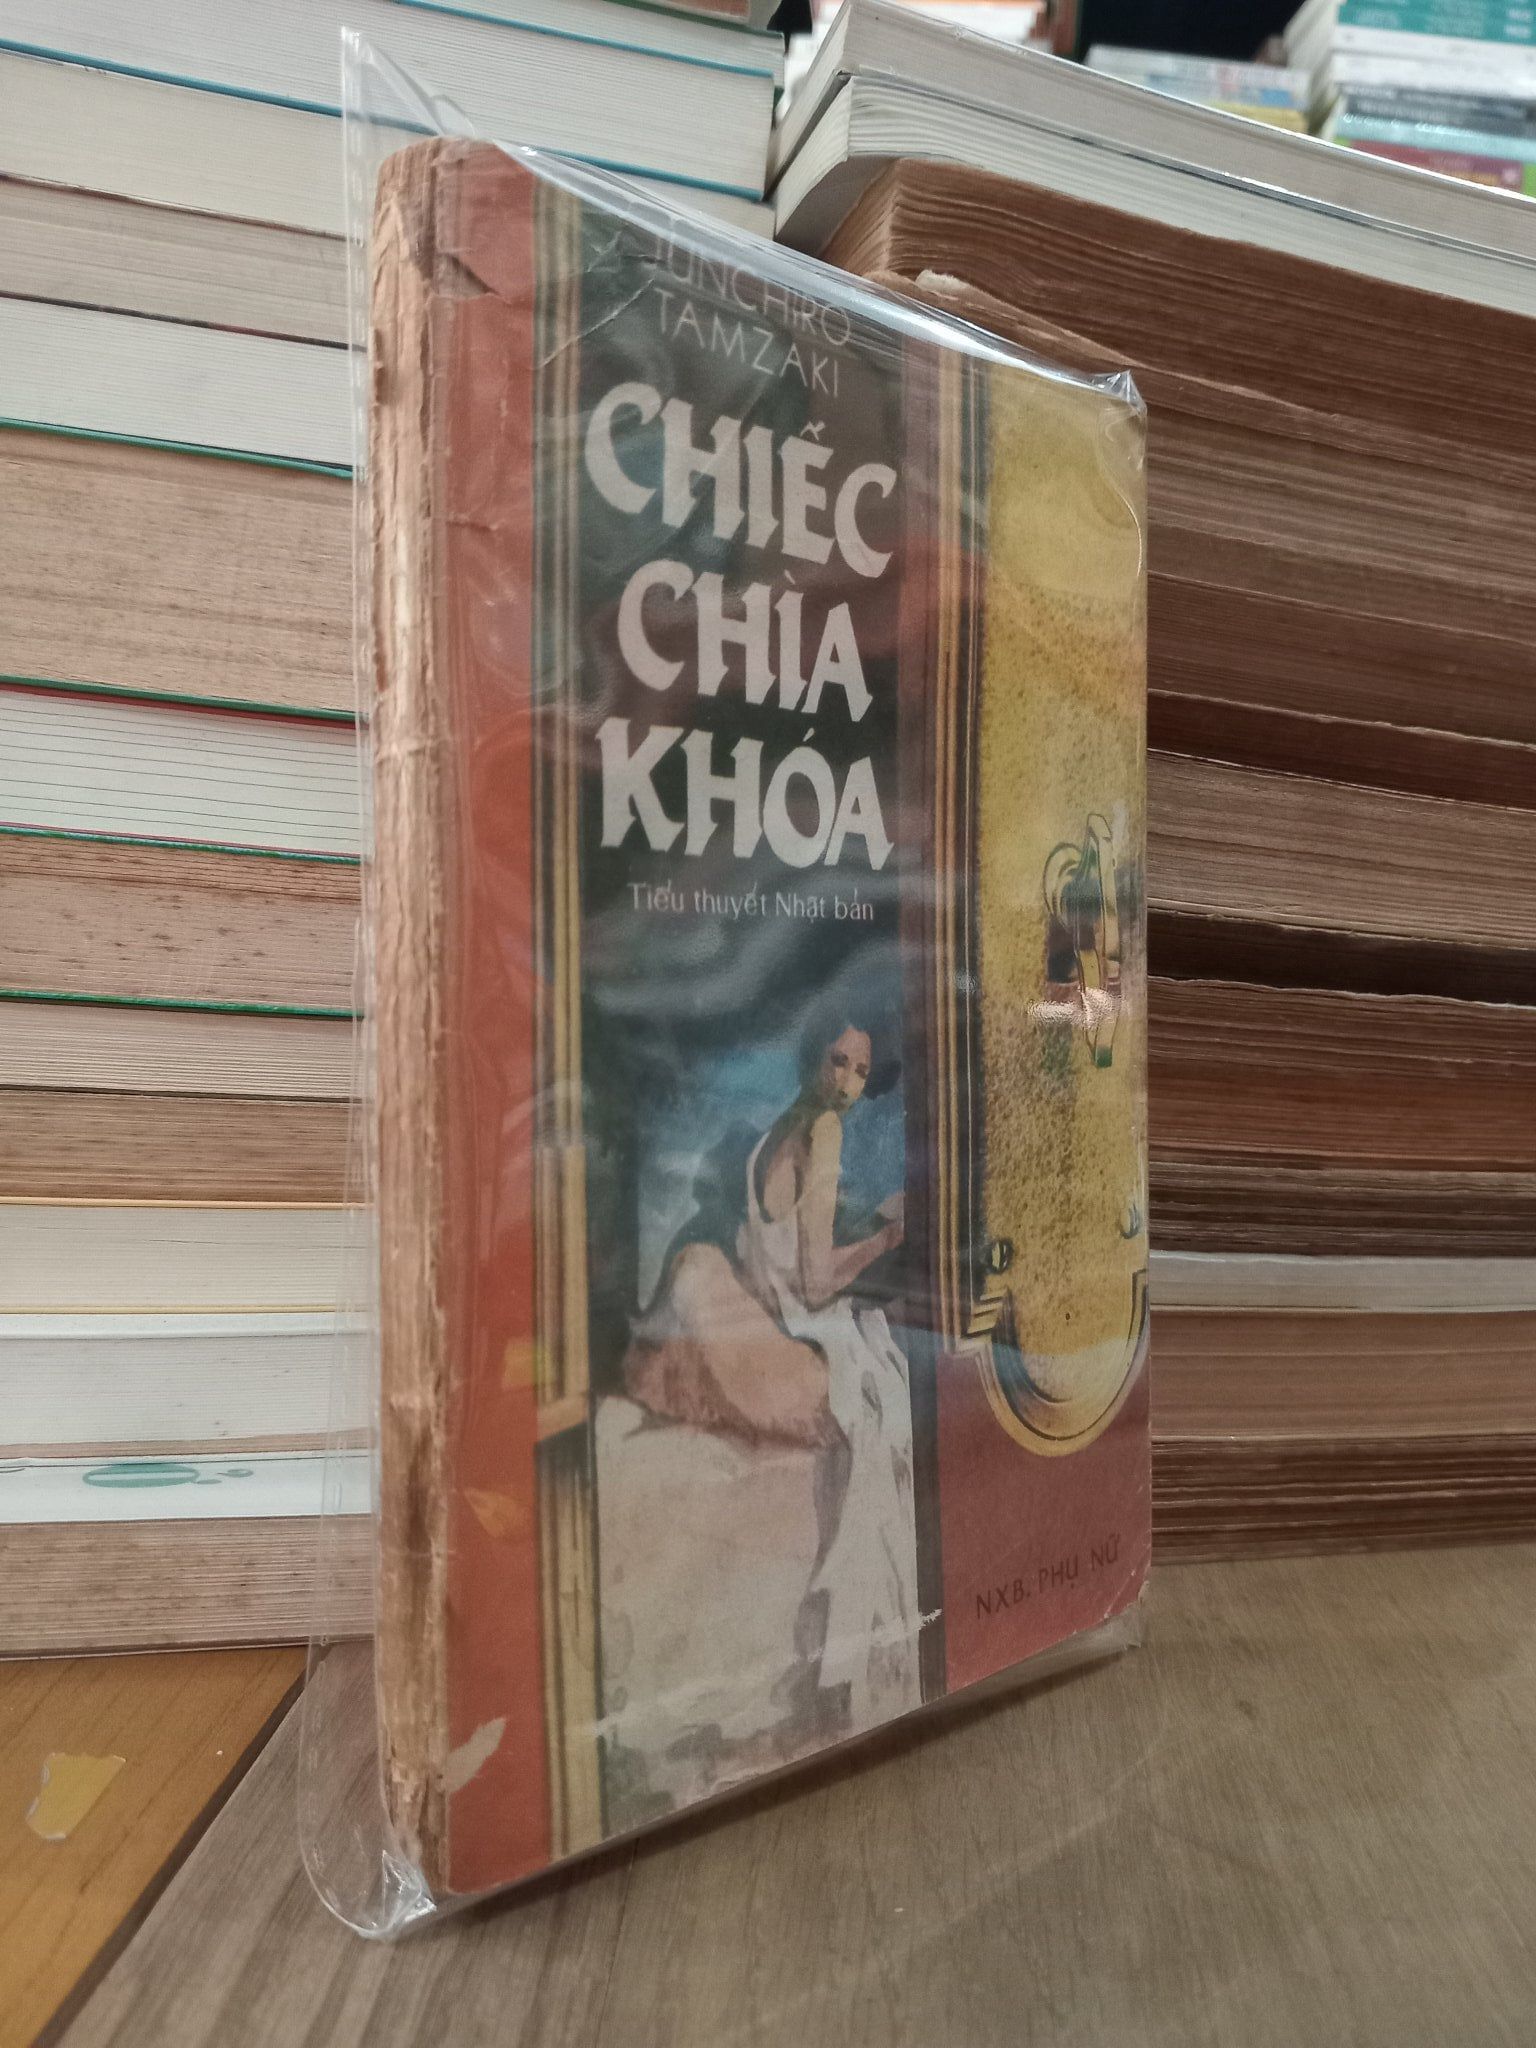 JUNCHIRO
TAMZAKI
CHIẾC
CHÌA
KHÓA
Tiểu thuyết Nhật bản
NXB. PHỤ NỮ